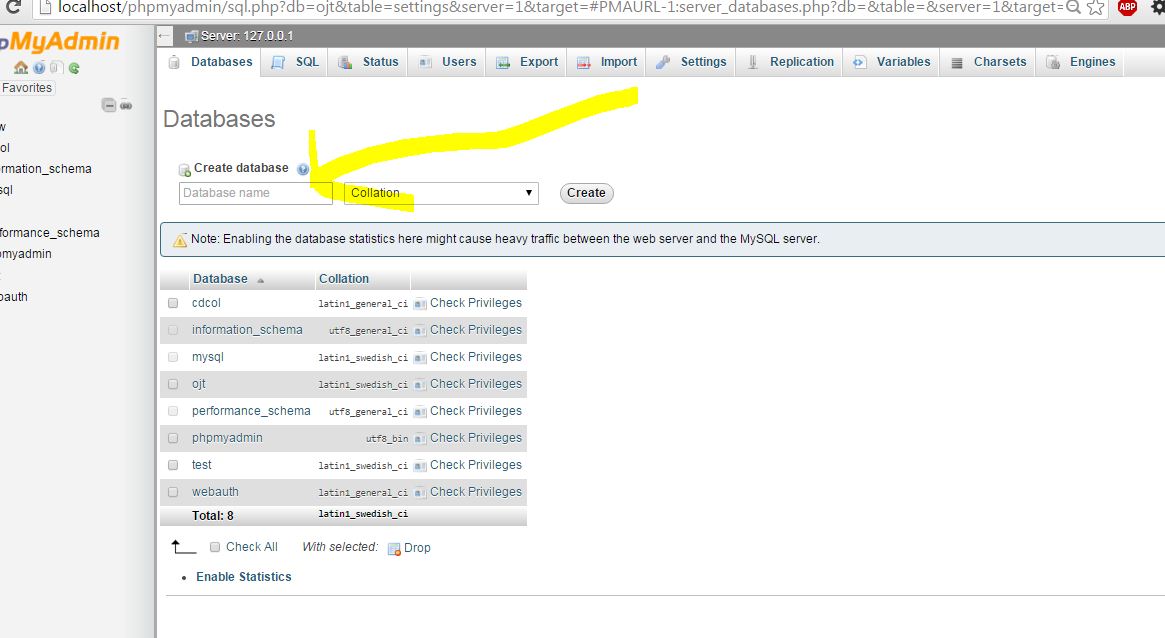 localhost/phpmyadmin/sql.php?db=ojt&table=settings&server=1&target=#PMAURL-1:server_databases.php?db=&table=&server=1&target=
ABP
pMyAdmin
Favorites
w
ol
rmation_schema
sql
formance_schema
pmyadmin
t
oauth
Server: 127.0.0.1
Databases SQL Status Users Export Import Settings Replication Variables Charsets Engines
Databases
Create database
Database name Collation Create
Note: Enabling the database statistics here might cause heavy traffic between the web server and the MySQL server.
Database Collation
cdcol latin1_general_ci Check Privileges
information_schema utf8_general_ci Check Privileges
mysql latin1_swedish_ci Check Privileges
ojt latin1_swedish_ci Check Privileges
performance_schema utf8_general_ci Check Privileges
phpmyadmin utf8_bin Check Privileges
test latin1_swedish_ci Check Privileges
webauth latin1_general_ci Check Privileges
Total: 8 latin1_swedish_ci
Check All With selected: Drop
Enable Statistics